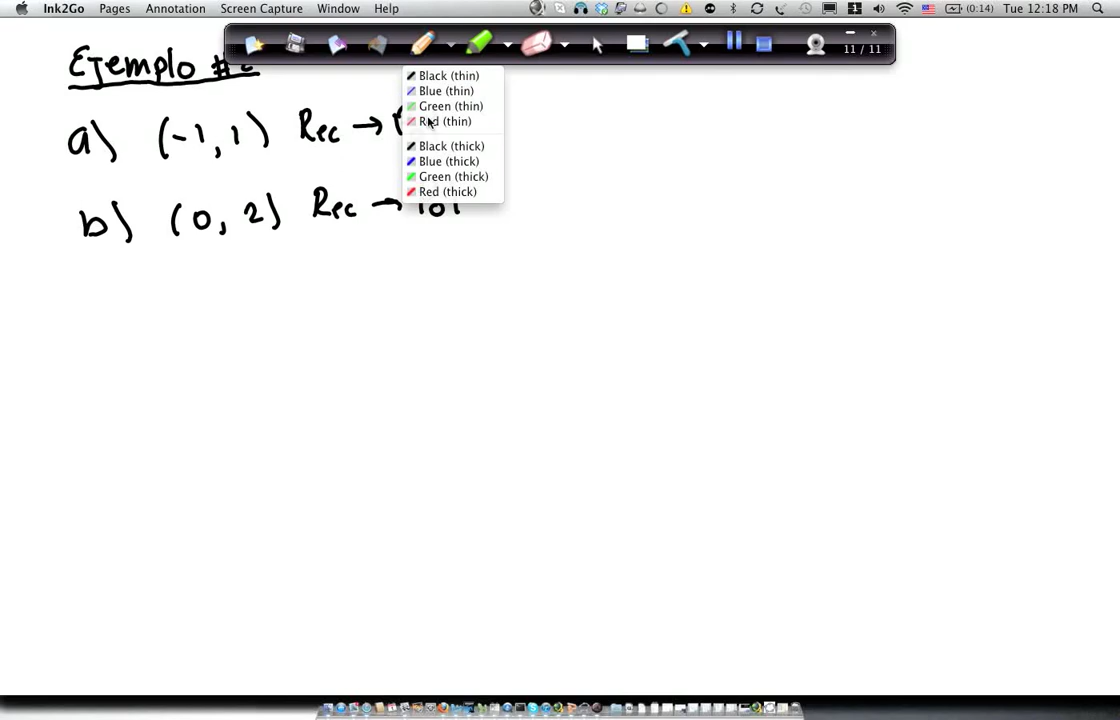 Ink2Go Pages Annotation Screen Capture Window Help 1 (0:14) Tue 12:18 PM
11 / 11
Ejemplo #
Black (thin)
Blue (thin)
Green (thin)
Red (thin)
Black (thick)
Blue (thick)
Green (thick)
Red (thick)
a) (-1, 1) Rec →
b) (0, 2) Rec → Pol